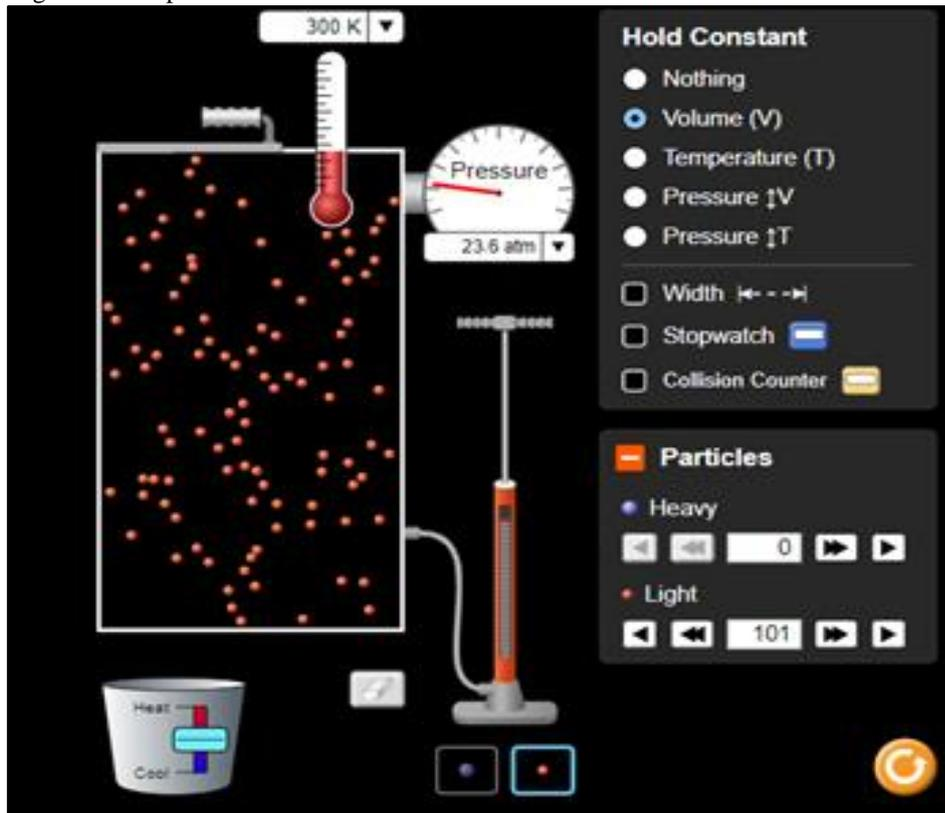 300 K
Pressure
23.6 atm
Heat
Cool
Hold Constant
Nothing
Volume (V)
Temperature (T)
Pressure ↕V
Pressure ↕T
Width
Stopwatch
Collision Counter
Particles
Heavy
0
Light
101